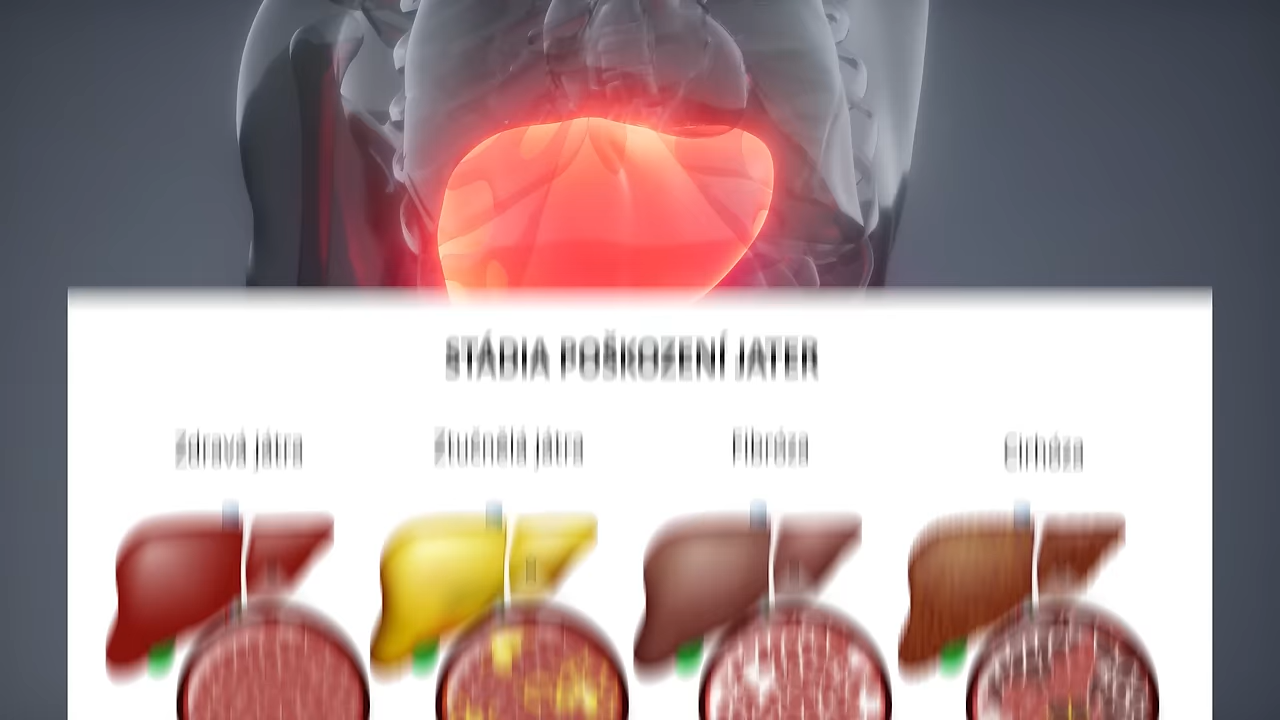 STÁDIA POŠKOZENÍ JATER
Zdravá játra
Ztučnělá játra
Fibróza
Cirhóza